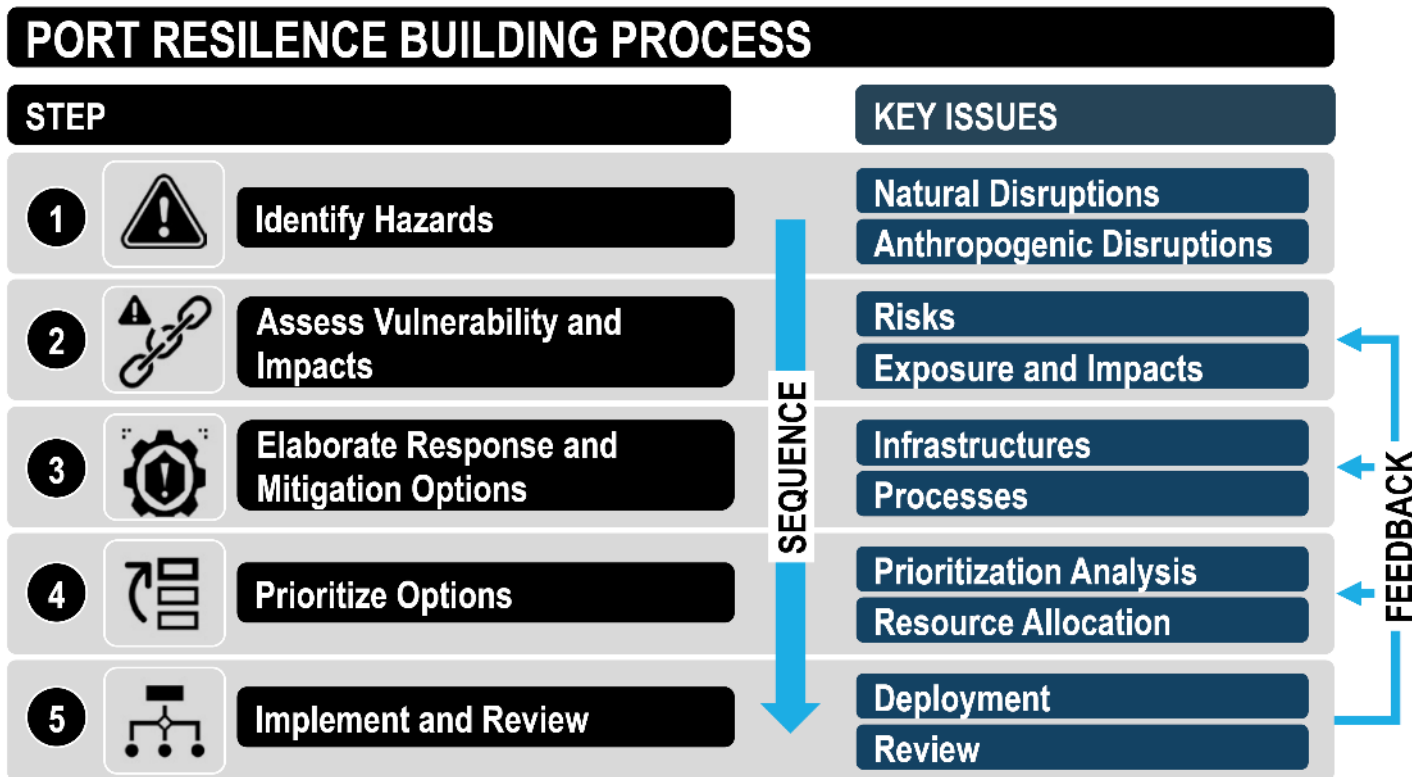 PORT RESILENCE BUILDING PROCESS
STEP
KEY ISSUES
1
Identify Hazards
Natural Disruptions
Anthropogenic Disruptions
2
Assess Vulnerability and
Impacts
Risks
Exposure and Impacts
3
Elaborate Response and
Mitigation Options
Infrastructures
Processes
4
Prioritize Options
Prioritization Analysis
Resource Allocation
5
Implement and Review
Deployment
Review
SEQUENCE
FEEDBACK